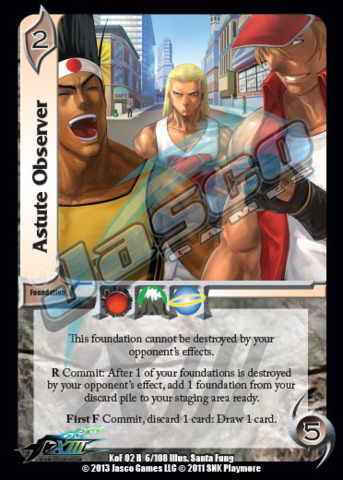 2
Astute Observer
Jasco
GAMES
Foundation
This foundation cannot be destroyed by your
opponent's effects.
R Commit: After 1 of your foundations is destroyed
by your opponent's effect, add 1 foundation from your
discard pile to your staging area ready.
First F Commit, discard 1 card: Draw 1 card.
5
XIII
KoF 02 R 6/108 Illus. Santa Fung
© 2013 Jasco Games LLC © 2011 SNK Playmore